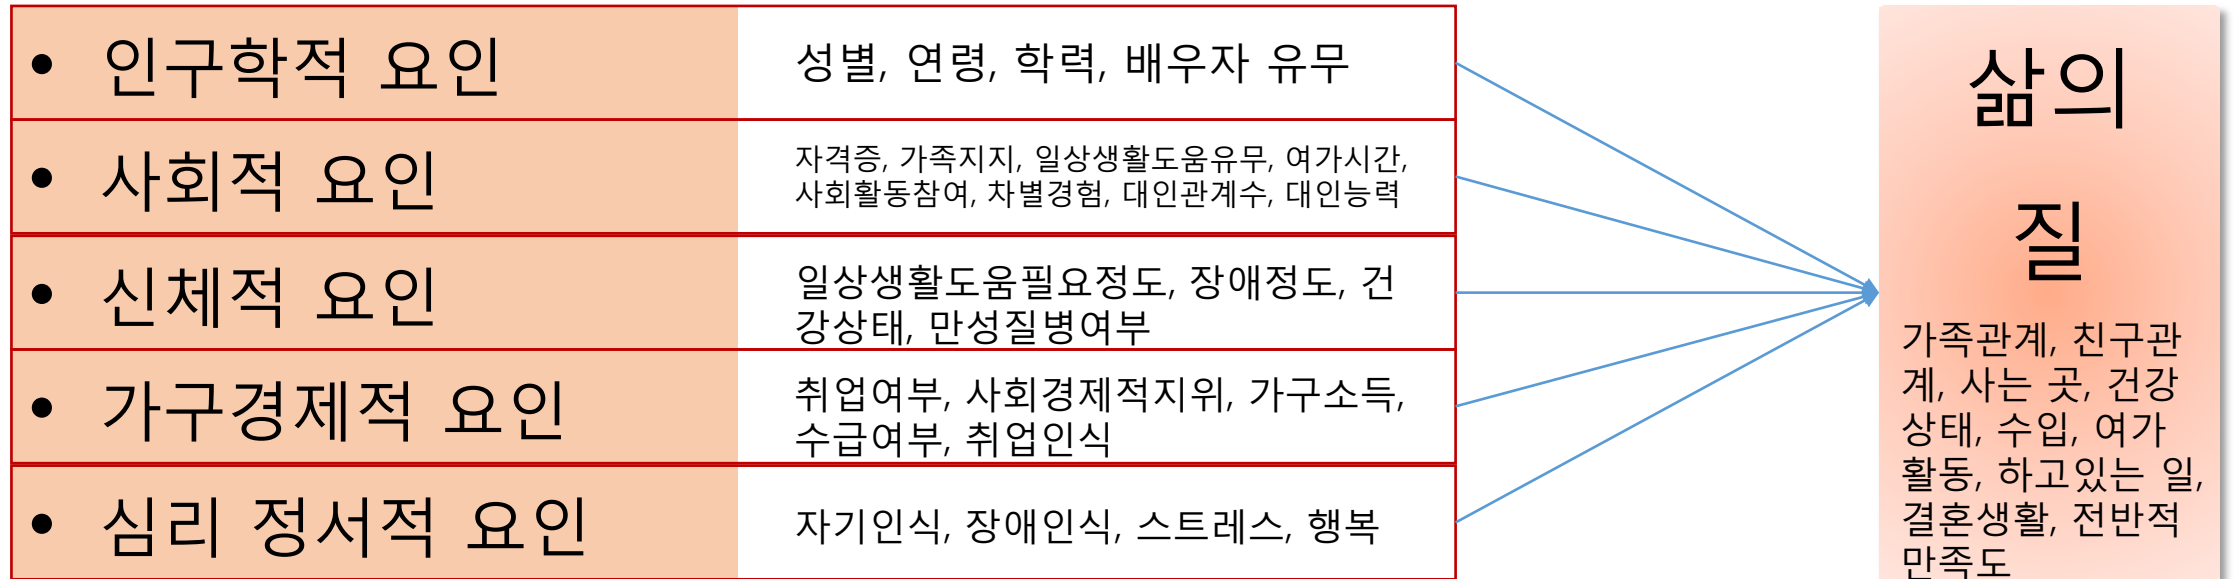 • 인구학적 요인
성별, 연령, 학력, 배우자 유무
• 사회적 요인
자격증, 가족지지, 일상생활도움유무, 여가시간,
사회활동참여, 차별경험, 대인관계수, 대인능력
• 신체적 요인
일상생활도움필요정도, 장애정도, 건
강상태, 만성질병여부
• 가구경제적 요인
취업여부, 사회경제적지위, 가구소득,
수급여부, 취업인식
• 심리 정서적 요인
자기인식, 장애인식, 스트레스, 행복
삶의
질
가족관계, 친구관
계, 사는 곳, 건강
상태, 수입, 여가
활동, 하고있는 일,
결혼생활, 전반적
만족도